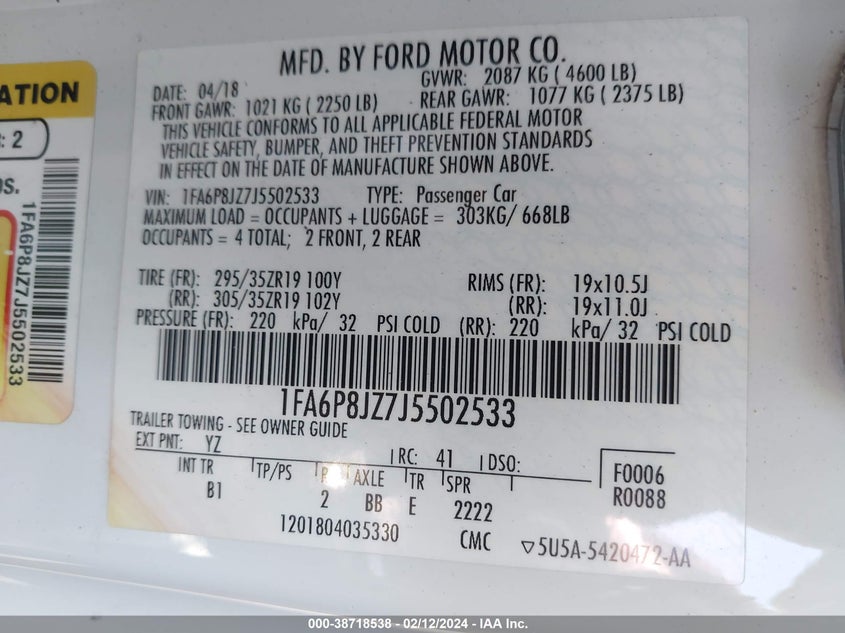 MFD. BY FORD MOTOR CO.
DATE: 04/18 GVWR: 2087 KG ( 4600 LB)
FRONT GAWR: 1021 KG ( 2250 LB) REAR GAWR: 1077 KG ( 2375 LB)
THIS VEHICLE CONFORMS TO ALL APPLICABLE FEDERAL MOTOR
VEHICLE SAFETY, BUMPER, AND THEFT PREVENTION STANDARDS
IN EFFECT ON THE DATE OF MANUFACTURE SHOWN ABOVE.
VIN: 1FA6P8JZ7J5502533 TYPE: Passenger Car
MAXIMUM LOAD = OCCUPANTS + LUGGAGE = 303KG/ 668LB
OCCUPANTS = 4 TOTAL; 2 FRONT, 2 REAR
TIRE (FR): 295/35ZR19 100Y RIMS (FR): 19x10.5J
(RR): 305/35ZR19 102Y (RR): 19x11.0J
PRESSURE (FR): 220 kPa/ 32 PSI COLD (RR): 220 kPa/ 32 PSI COLD
1FA6P8JZ7J5502533
TRAILER TOWING - SEE OWNER GUIDE
EXT PNT: YZ RC: 41 DSO:
INT TR TP/PS R AXLE TR SPR
B1 2 BB E 2222
F0006
R0088
1201804035330 CMC ▽5U5A-5420472-AA
ATION
: 2
OS.
1FA6P8JZ7J5502533
000-38718538 - 02/12/2024 - IAA Inc.